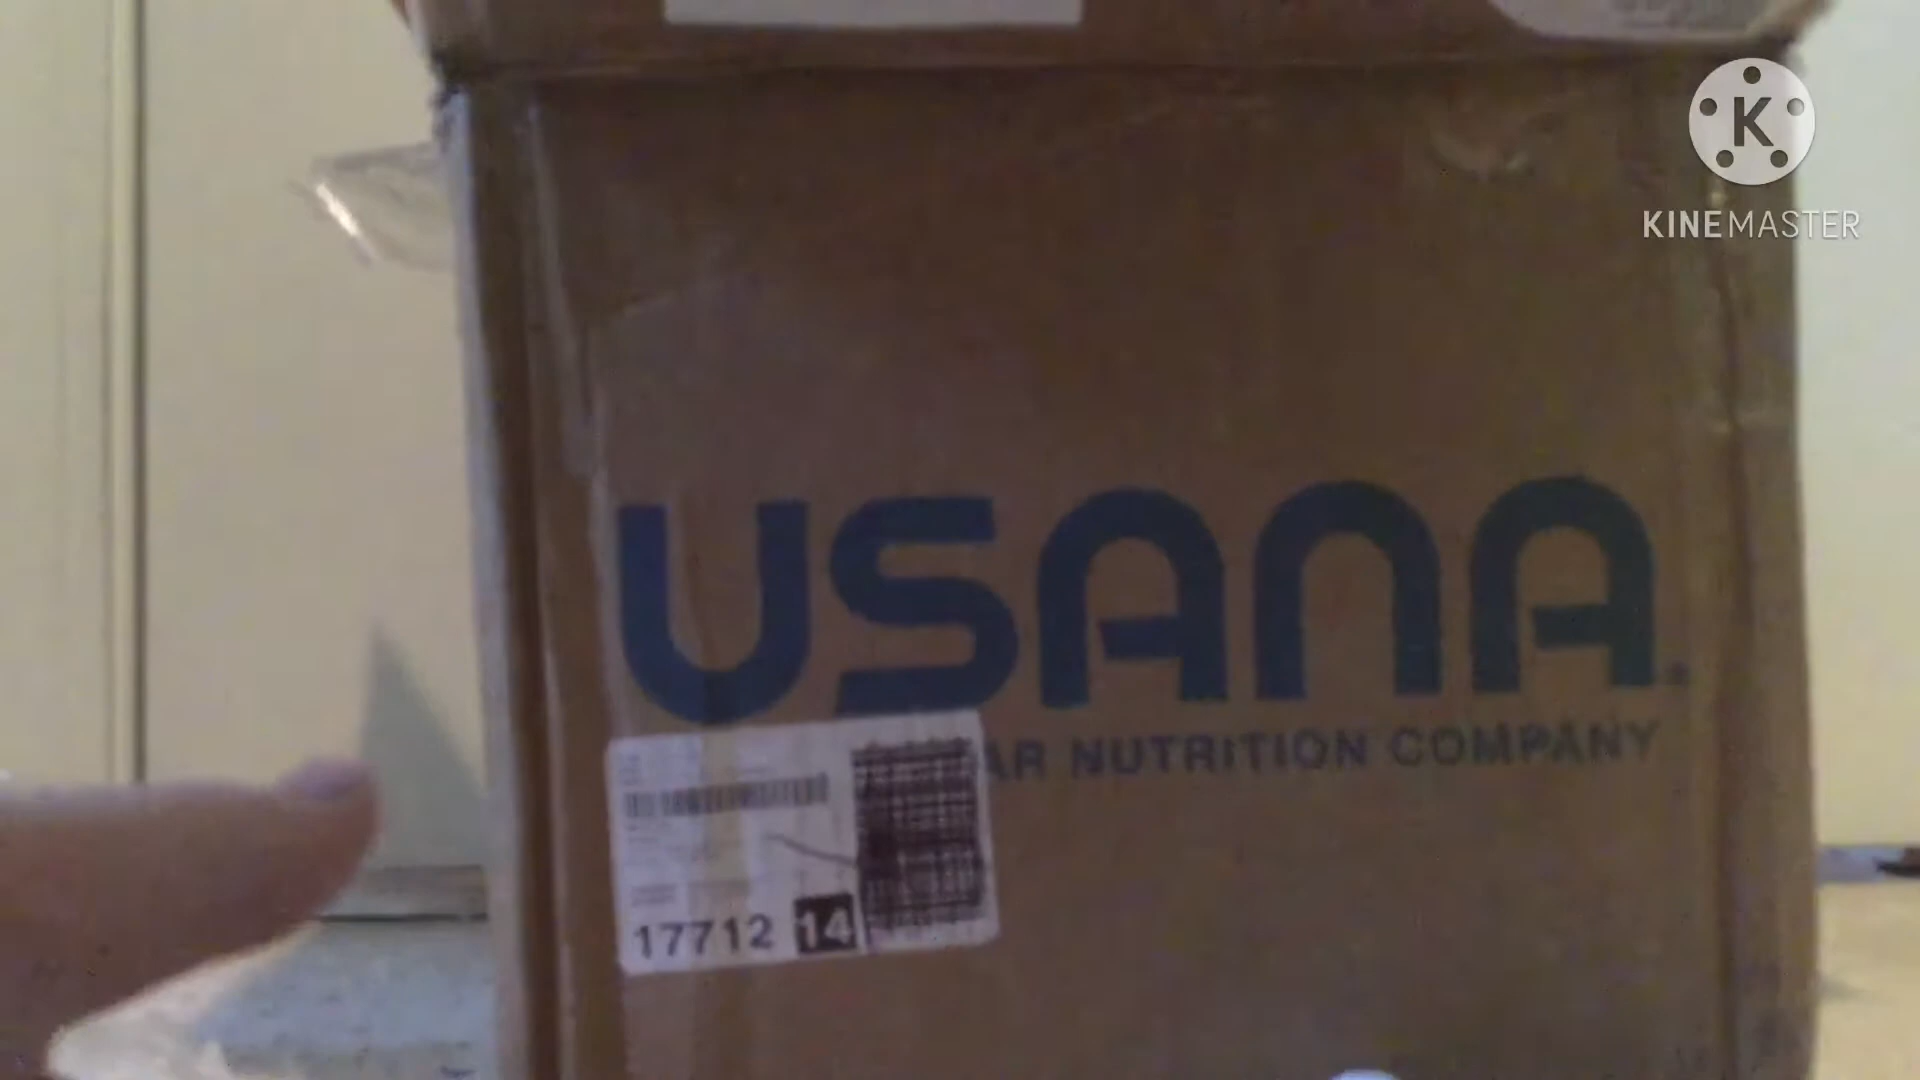 K
KINEMASTER
USANA
AR NUTRITION COMPANY
17712 14